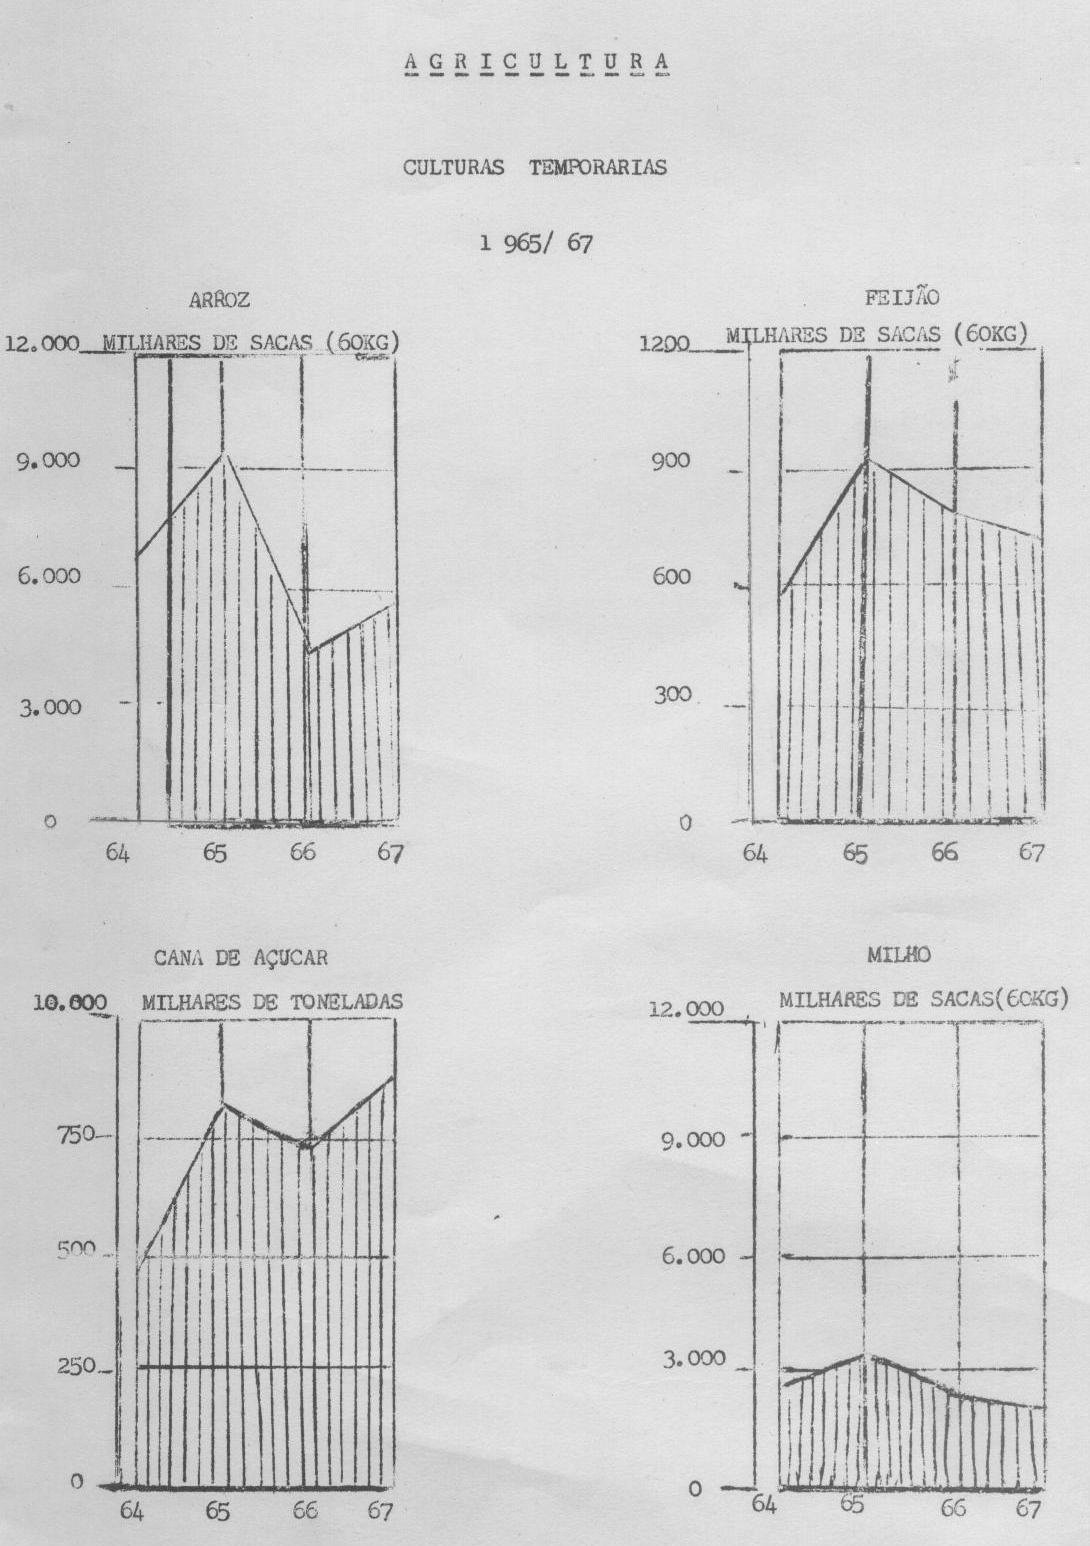 AGRICULTURA
CULTURAS TEMPORARIAS
1 965/ 67
ARROZ
12.000 MILHARES DE SACAS (60KG)
9.000
6.000
3.000
0
64 65 66 67
FEIJÃO
1200 MILHARES DE SACAS (60KG)
900
600
300
0
64 65 66 67
CANA DE AÇUCAR
10.000 MILHARES DE TONELADAS
750
500
250
0
64 65 66 67
MILHO
12.000 MILHARES DE SACAS(60KG)
9.000
6.000
3.000
0
64 65 66 67